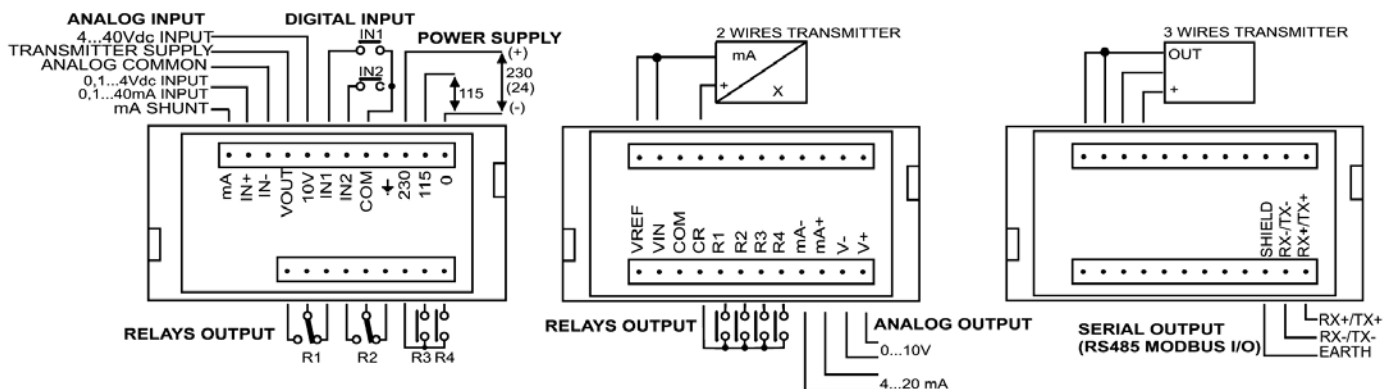 ANALOG INPUT
4...40Vdc INPUT
TRANSMITTER SUPPLY
ANALOG COMMON
0,1...4Vdc INPUT
0,1...40mA INPUT
mA SHUNT
DIGITAL INPUT
IN1
IN2
POWER SUPPLY
(+)
230
(24)
115
(-)
mA
IN+
IN-
VOUT
10V
IN1
IN2
COM
230
115
0
RELAYS OUTPUT
R1
R2
R3 R4
2 WIRES TRANSMITTER
mA
+
X
VREF
VIN
COM
CR
R1
R2
R3
R4
mA-
mA+
V-
V+
RELAYS OUTPUT
ANALOG OUTPUT
0...10V
4...20 mA
3 WIRES TRANSMITTER
OUT
+
SHIELD
RX-/TX-
RX+/TX+
SERIAL OUTPUT
(RS485 MODBUS I/O)
RX+/TX+
RX-/TX-
EARTH